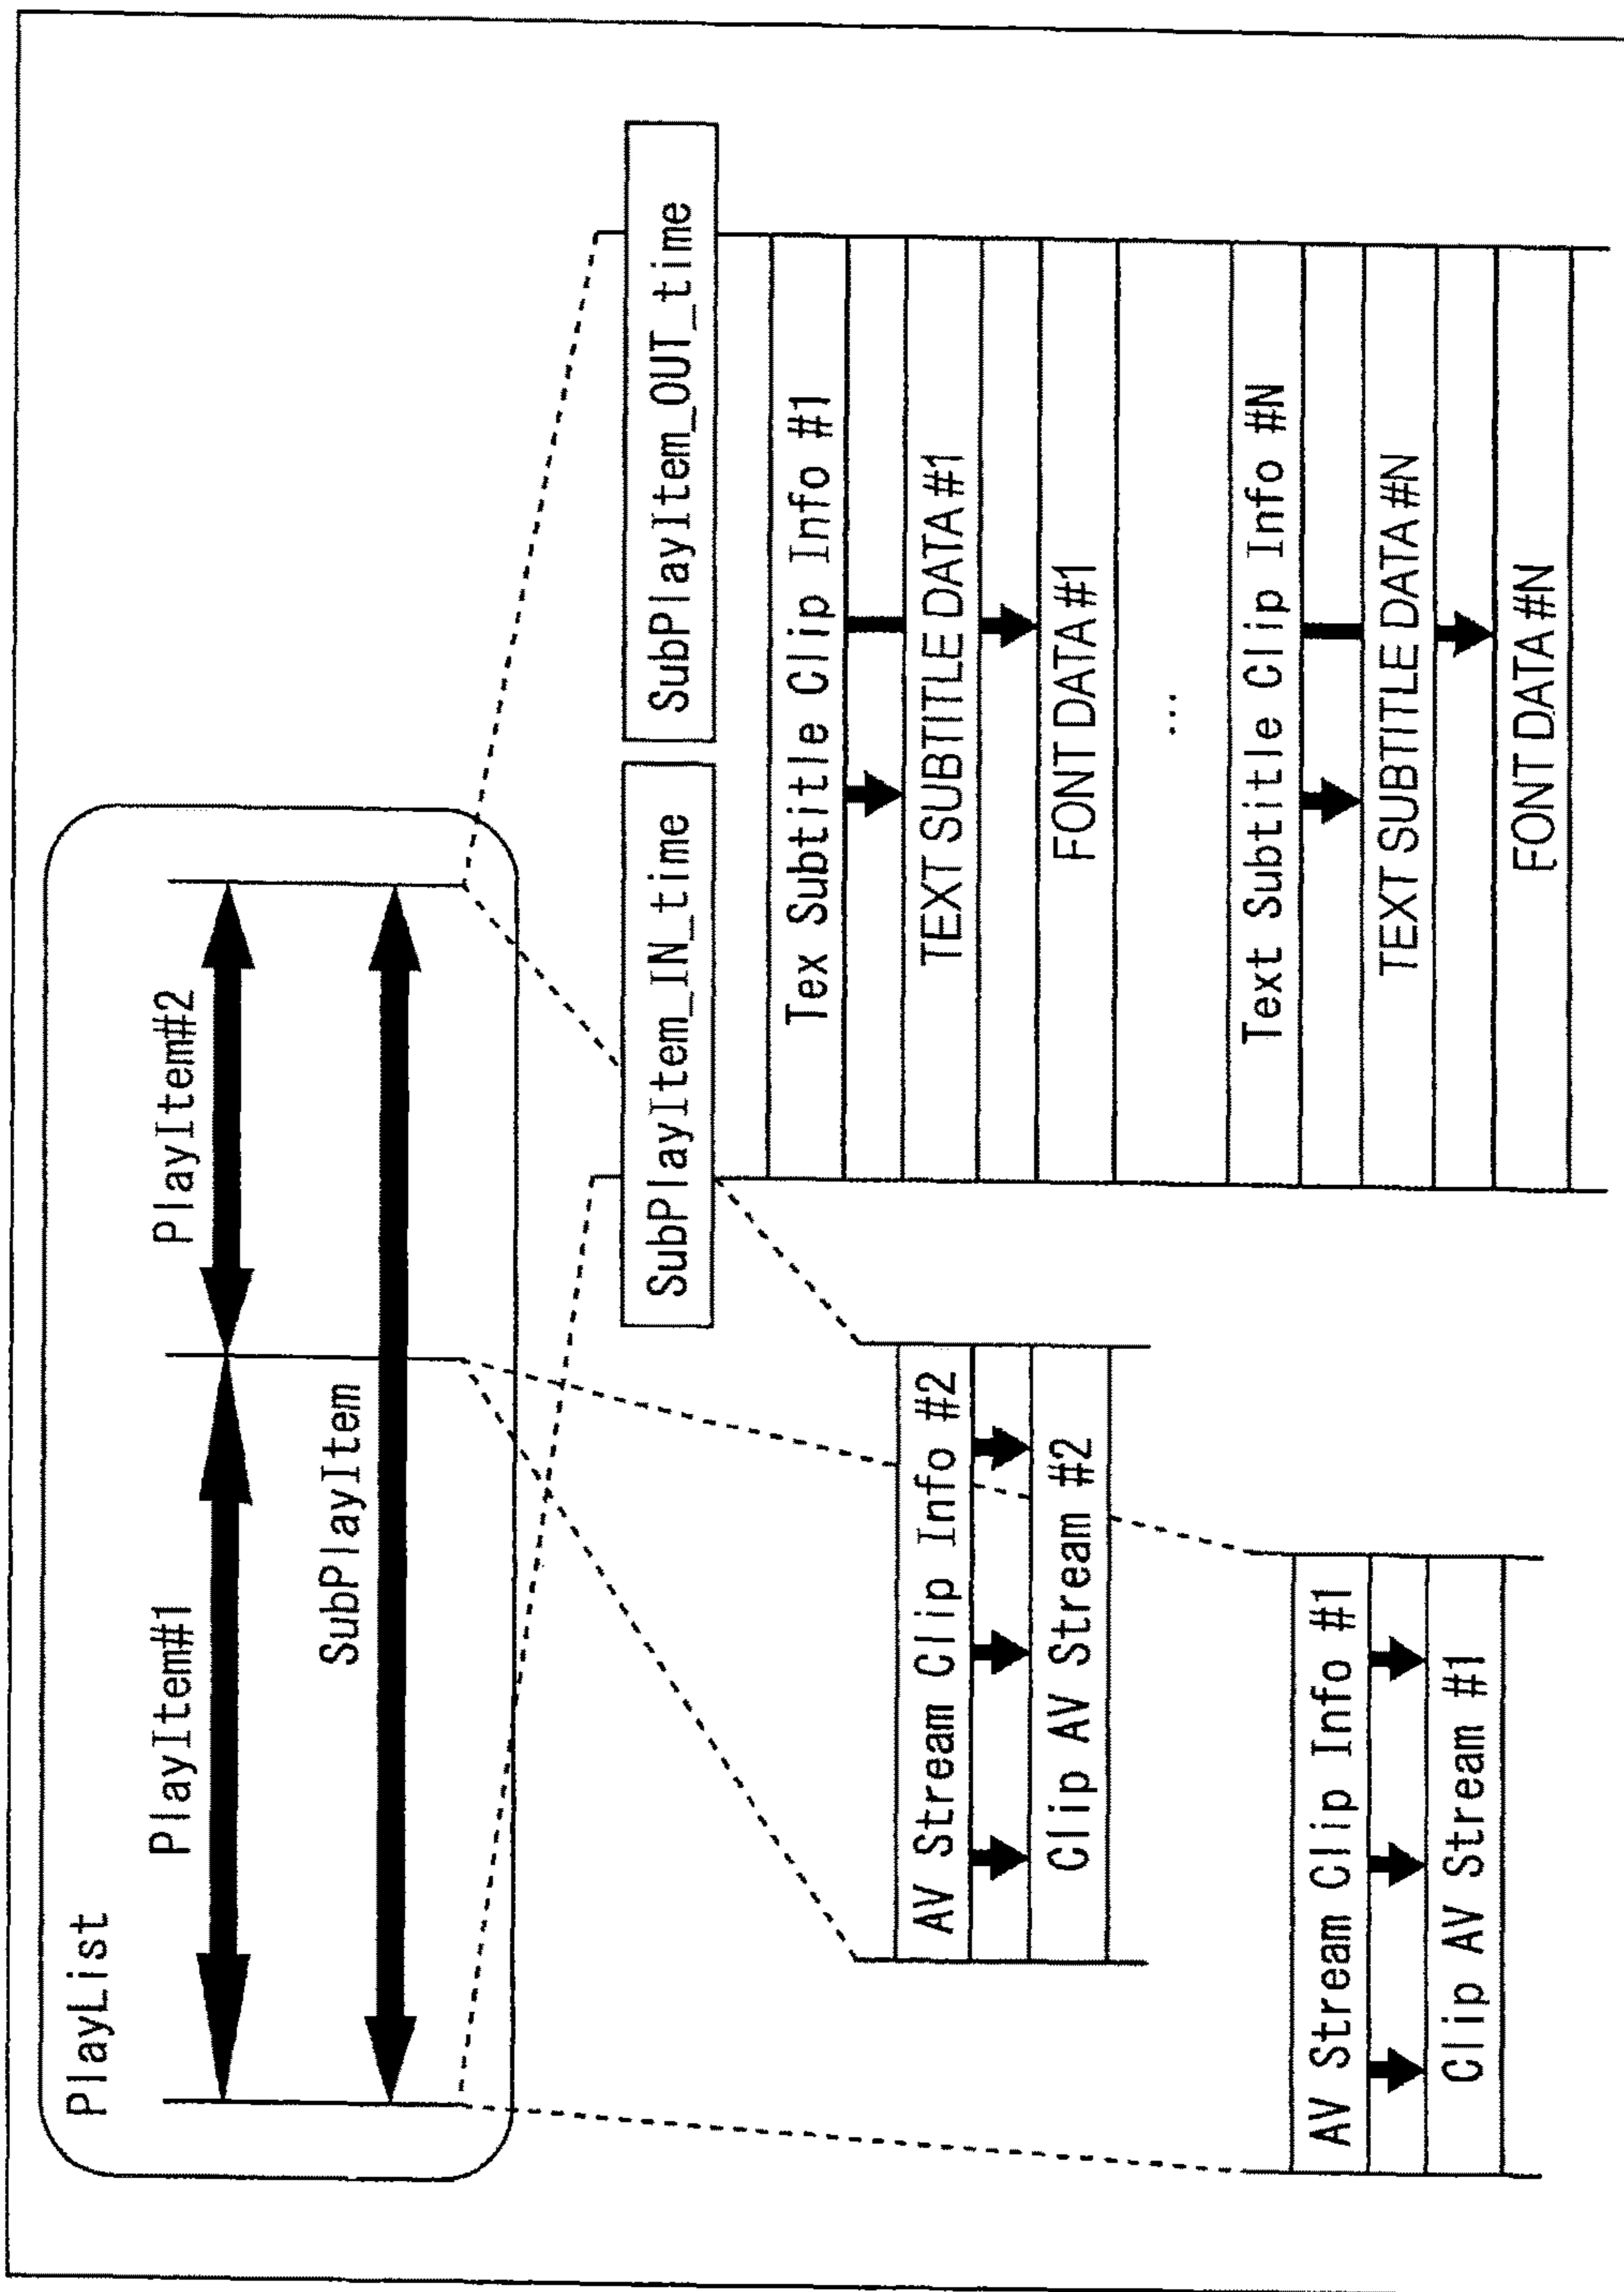 PlayList
PlayItem#1
PlayItem#2
SubPlayItem
SubPlayItem_IN_time
SubPlayItem_OUT_time
Tex Subtitle Clip Info #1
TEXT SUBTITLE DATA #1
FONT DATA #1
...
Text Subtitle Clip Info #N
TEXT SUBTITLE DATA #N
FONT DATA #N
AV Stream Clip Info #2
Clip AV Stream #2
AV Stream Clip Info #1
Clip AV Stream #1